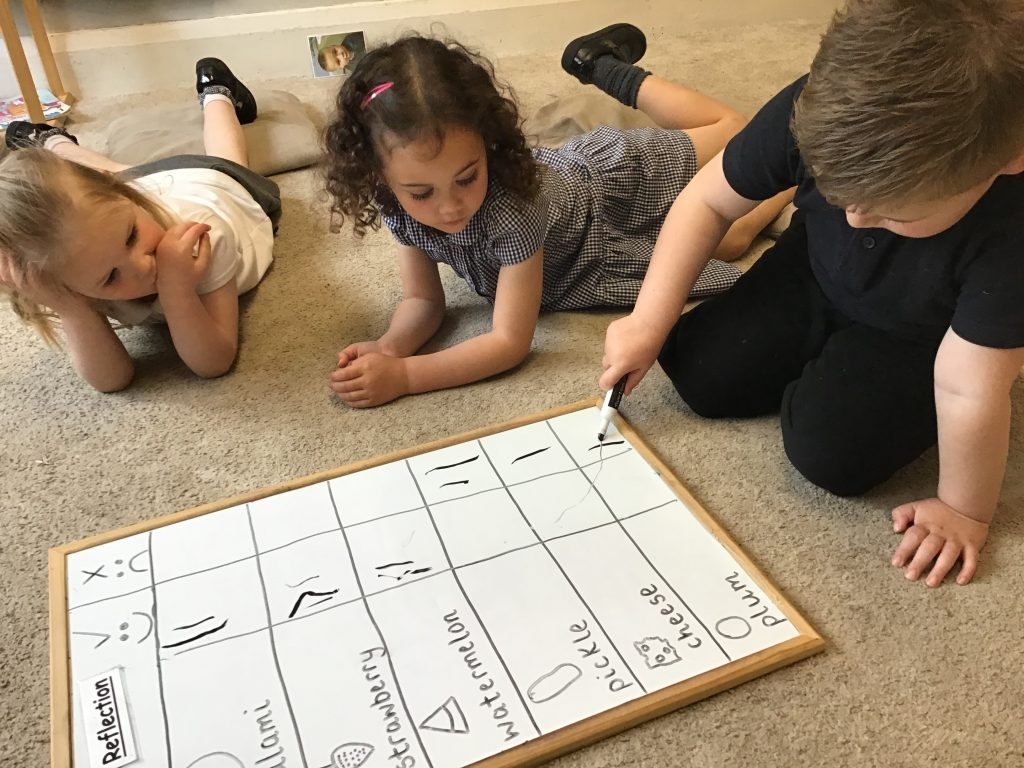 Reflection
alami
strawberry
watermelon
pickle
cheese
plum